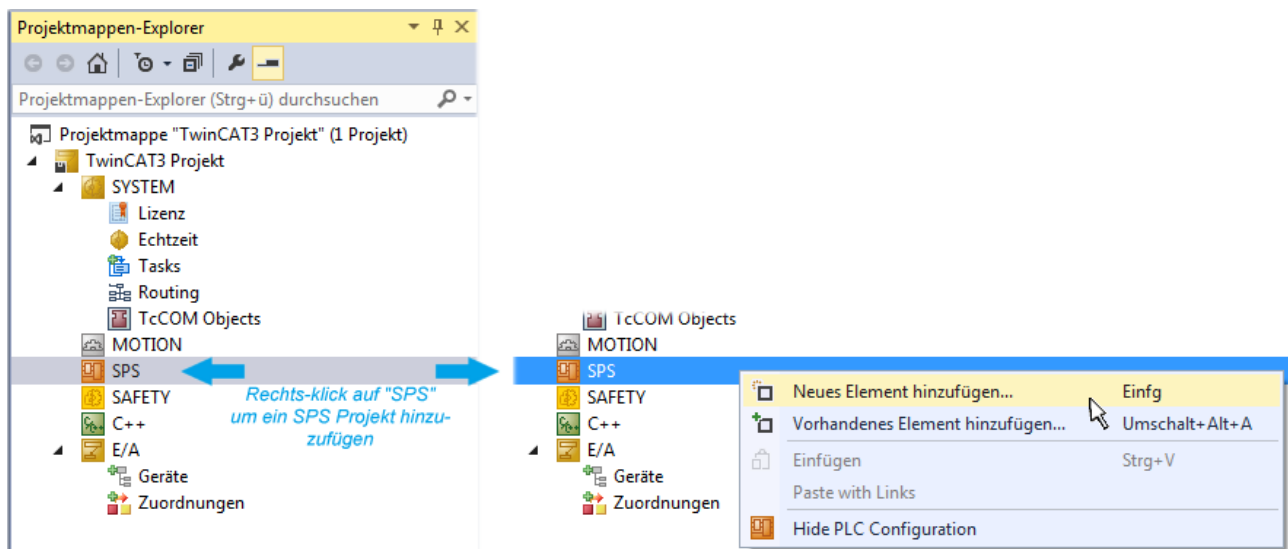 Projektmappen-Explorer
Projektmappen-Explorer (Strg+ü) durchsuchen
Projektmappe "TwinCAT3 Projekt" (1 Projekt)
TwinCAT3 Projekt
SYSTEM
Lizenz
Echtzeit
Tasks
Routing
TcCOM Objects
MOTION
SPS
SAFETY
C++
E/A
Geräte
Zuordnungen
Rechts-klick auf "SPS"
um ein SPS Projekt hinzu-
zufügen
TcCOM Objects
MOTION
SPS
SAFETY
C++
E/A
Geräte
Zuordnungen
Neues Element hinzufügen... Einfg
Vorhandenes Element hinzufügen... Umschalt+Alt+A
Einfügen Strg+V
Paste with Links
Hide PLC Configuration